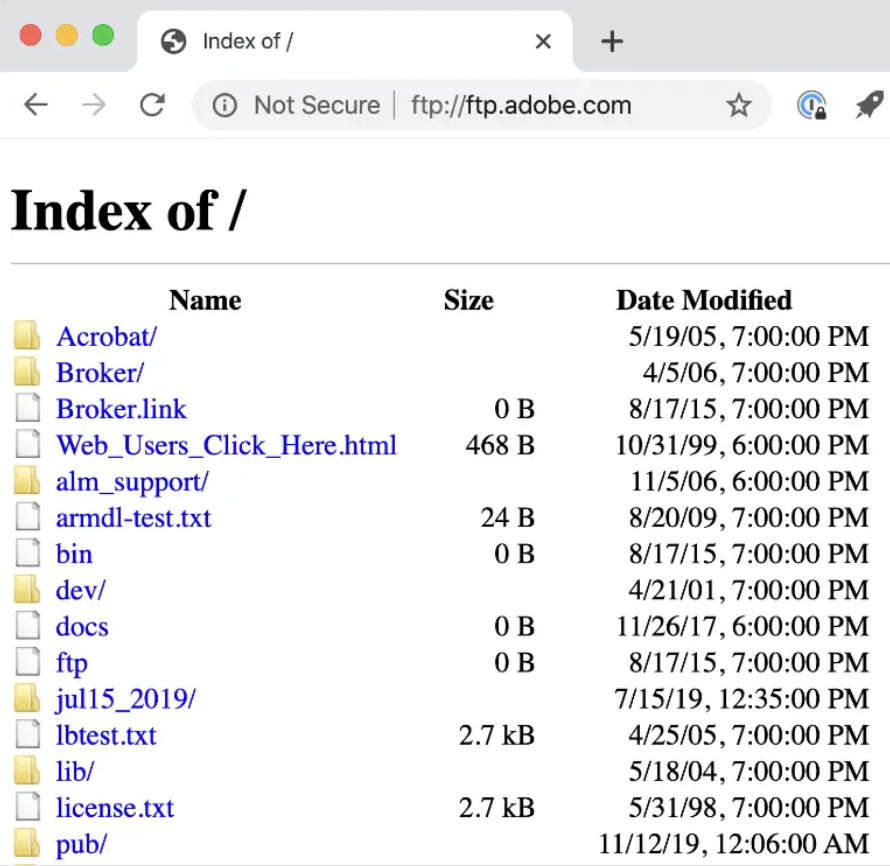 Index of /
Not Secure | ftp://ftp.adobe.com
Index of /
Name Size Date Modified
Acrobat/ 5/19/05, 7:00:00 PM
Broker/ 4/5/06, 7:00:00 PM
Broker.link 0 B 8/17/15, 7:00:00 PM
Web_Users_Click_Here.html 468 B 10/31/99, 6:00:00 PM
alm_support/ 11/5/06, 6:00:00 PM
armdl-test.txt 24 B 8/20/09, 7:00:00 PM
bin 0 B 8/17/15, 7:00:00 PM
dev/ 4/21/01, 7:00:00 PM
docs 0 B 11/26/17, 6:00:00 PM
ftp 0 B 8/17/15, 7:00:00 PM
jul15_2019/ 7/15/19, 12:35:00 PM
lbtest.txt 2.7 kB 4/25/05, 7:00:00 PM
lib/ 5/18/04, 7:00:00 PM
license.txt 2.7 kB 5/31/98, 7:00:00 PM
pub/ 11/12/19, 12:06:00 AM